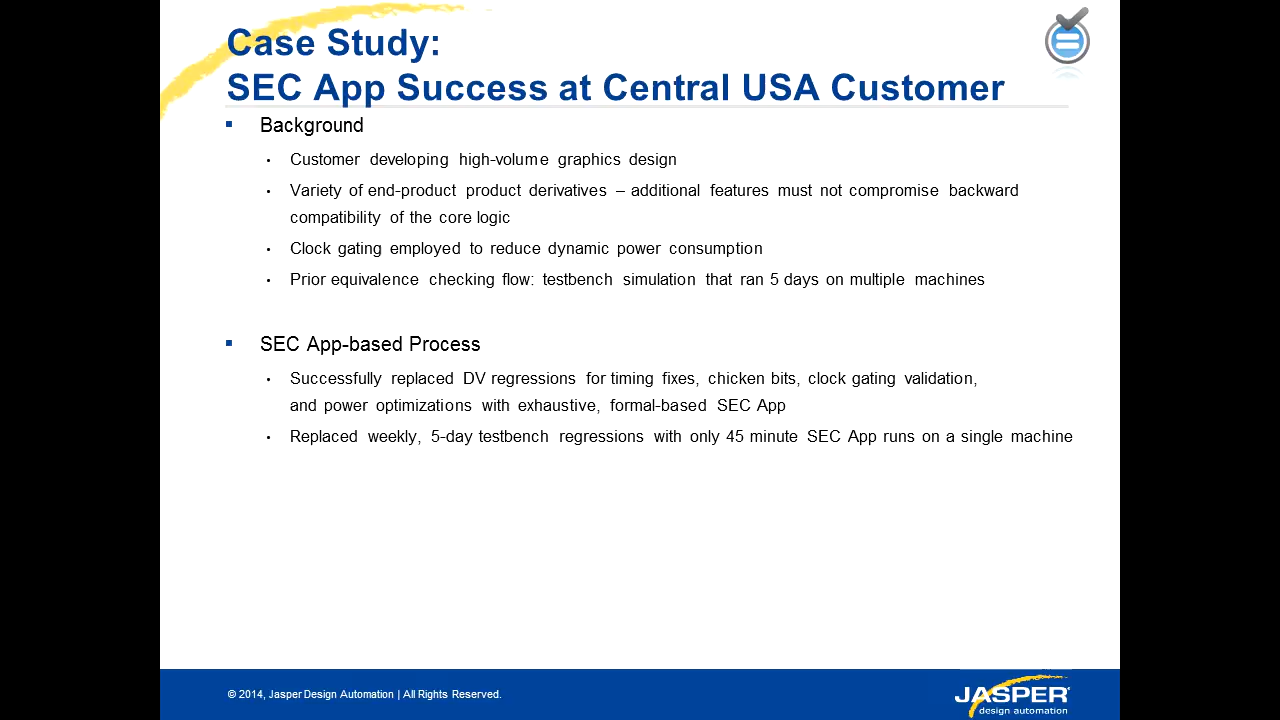 Case Study:
SEC App Success at Central USA Customer
▪ Background
• Customer developing high-volume graphics design
• Variety of end-product product derivatives – additional features must not compromise backward
compatibility of the core logic
• Clock gating employed to reduce dynamic power consumption
• Prior equivalence checking flow: testbench simulation that ran 5 days on multiple machines
▪ SEC App-based Process
• Successfully replaced DV regressions for timing fixes, chicken bits, clock gating validation,
and power optimizations with exhaustive, formal-based SEC App
• Replaced weekly, 5-day testbench regressions with only 45 minute SEC App runs on a single machine
© 2014, Jasper Design Automation | All Rights Reserved.
JASPER
design automation